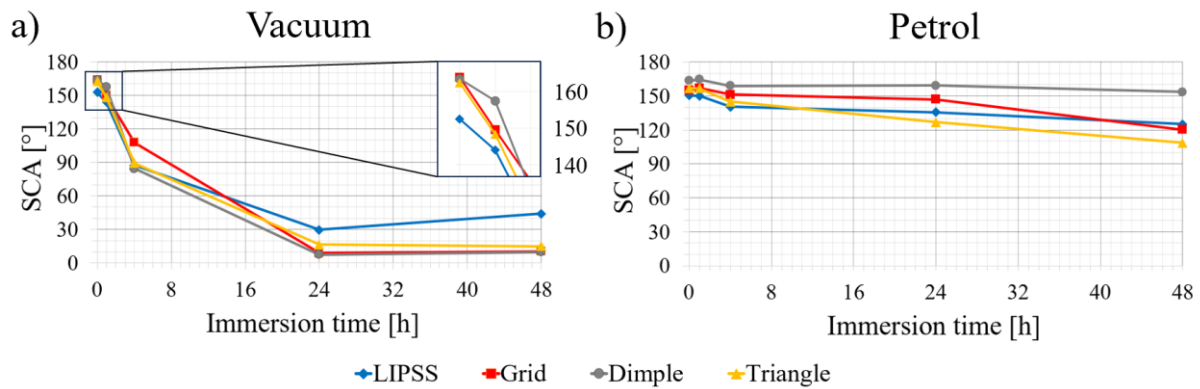 a) Vacuum
180
150
120
90
60
30
0
SCA [°]
160
150
140
0 8 16 24 32 40 48
Immersion time [h]
b) Petrol
180
150
120
90
60
30
0
SCA [°]
0 8 16 24 32 40 48
Immersion time [h]
LIPSS Grid Dimple Triangle